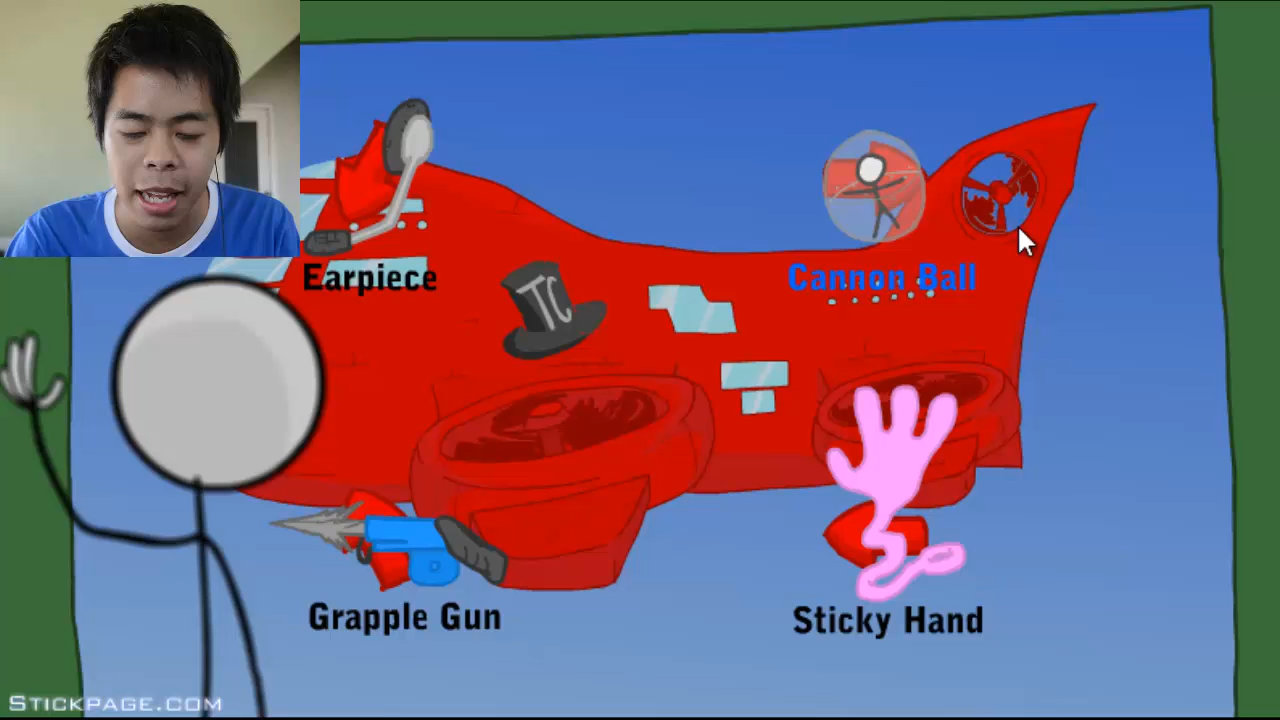 Earpiece
TC
Cannon Ball
Grapple Gun
Sticky Hand
STICKPAGE.COM